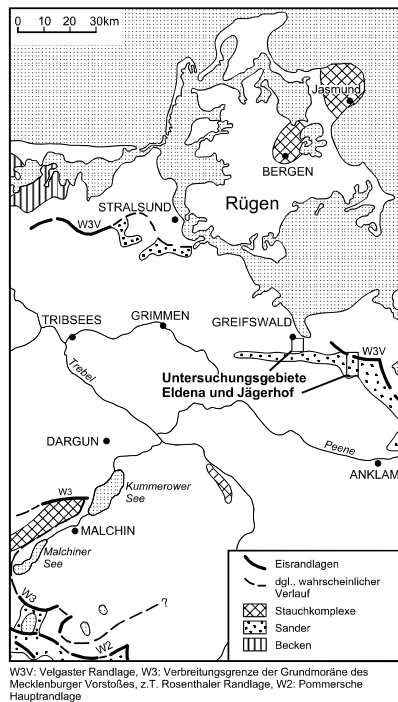 0 10 20 30km
Jasmund
BERGEN
Rügen
STRALSUND
W3V
TRIBSEES
GRIMMEN
GREIFSWALD
W3V
Trebel
Untersuchungsgebiete
Eldena und Jägerhof
DARGUN
Peene
ANKLAM
Kummerower
See
W3
MALCHIN
Malchiner
See
W3
?
W2
Eisrandlagen
dgl., wahrscheinlicher
Verlauf
Stauchkomplexe
Sander
Becken
W3V: Velgaster Randlage, W3: Verbreitungsgrenze der Grundmoräne des
Mecklenburger Vorstoßes, z.T. Rosenthaler Randlage, W2: Pommersche
Hauptrandlage